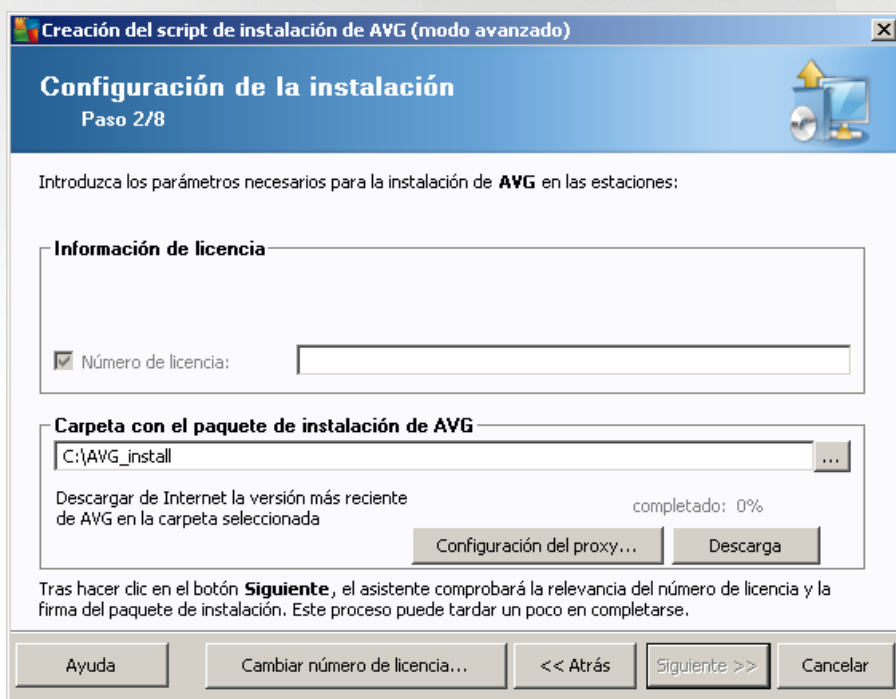 Creación del script de instalación de AVG (modo avanzado)
Configuración de la instalación
Paso 2/8
Introduzca los parámetros necesarios para la instalación de AVG en las estaciones:
Información de licencia
Número de licencia:
Carpeta con el paquete de instalación de AVG
C:\AVG_install
...
Descargar de Internet la versión más reciente
de AVG en la carpeta seleccionada
completado: 0%
Configuración del proxy...
Descarga
Tras hacer clic en el botón Siguiente, el asistente comprobará la relevancia del número de licencia y la
firma del paquete de instalación. Este proceso puede tardar un poco en completarse.
Ayuda
Cambiar número de licencia...
<< Atrás
Siguiente >>
Cancelar